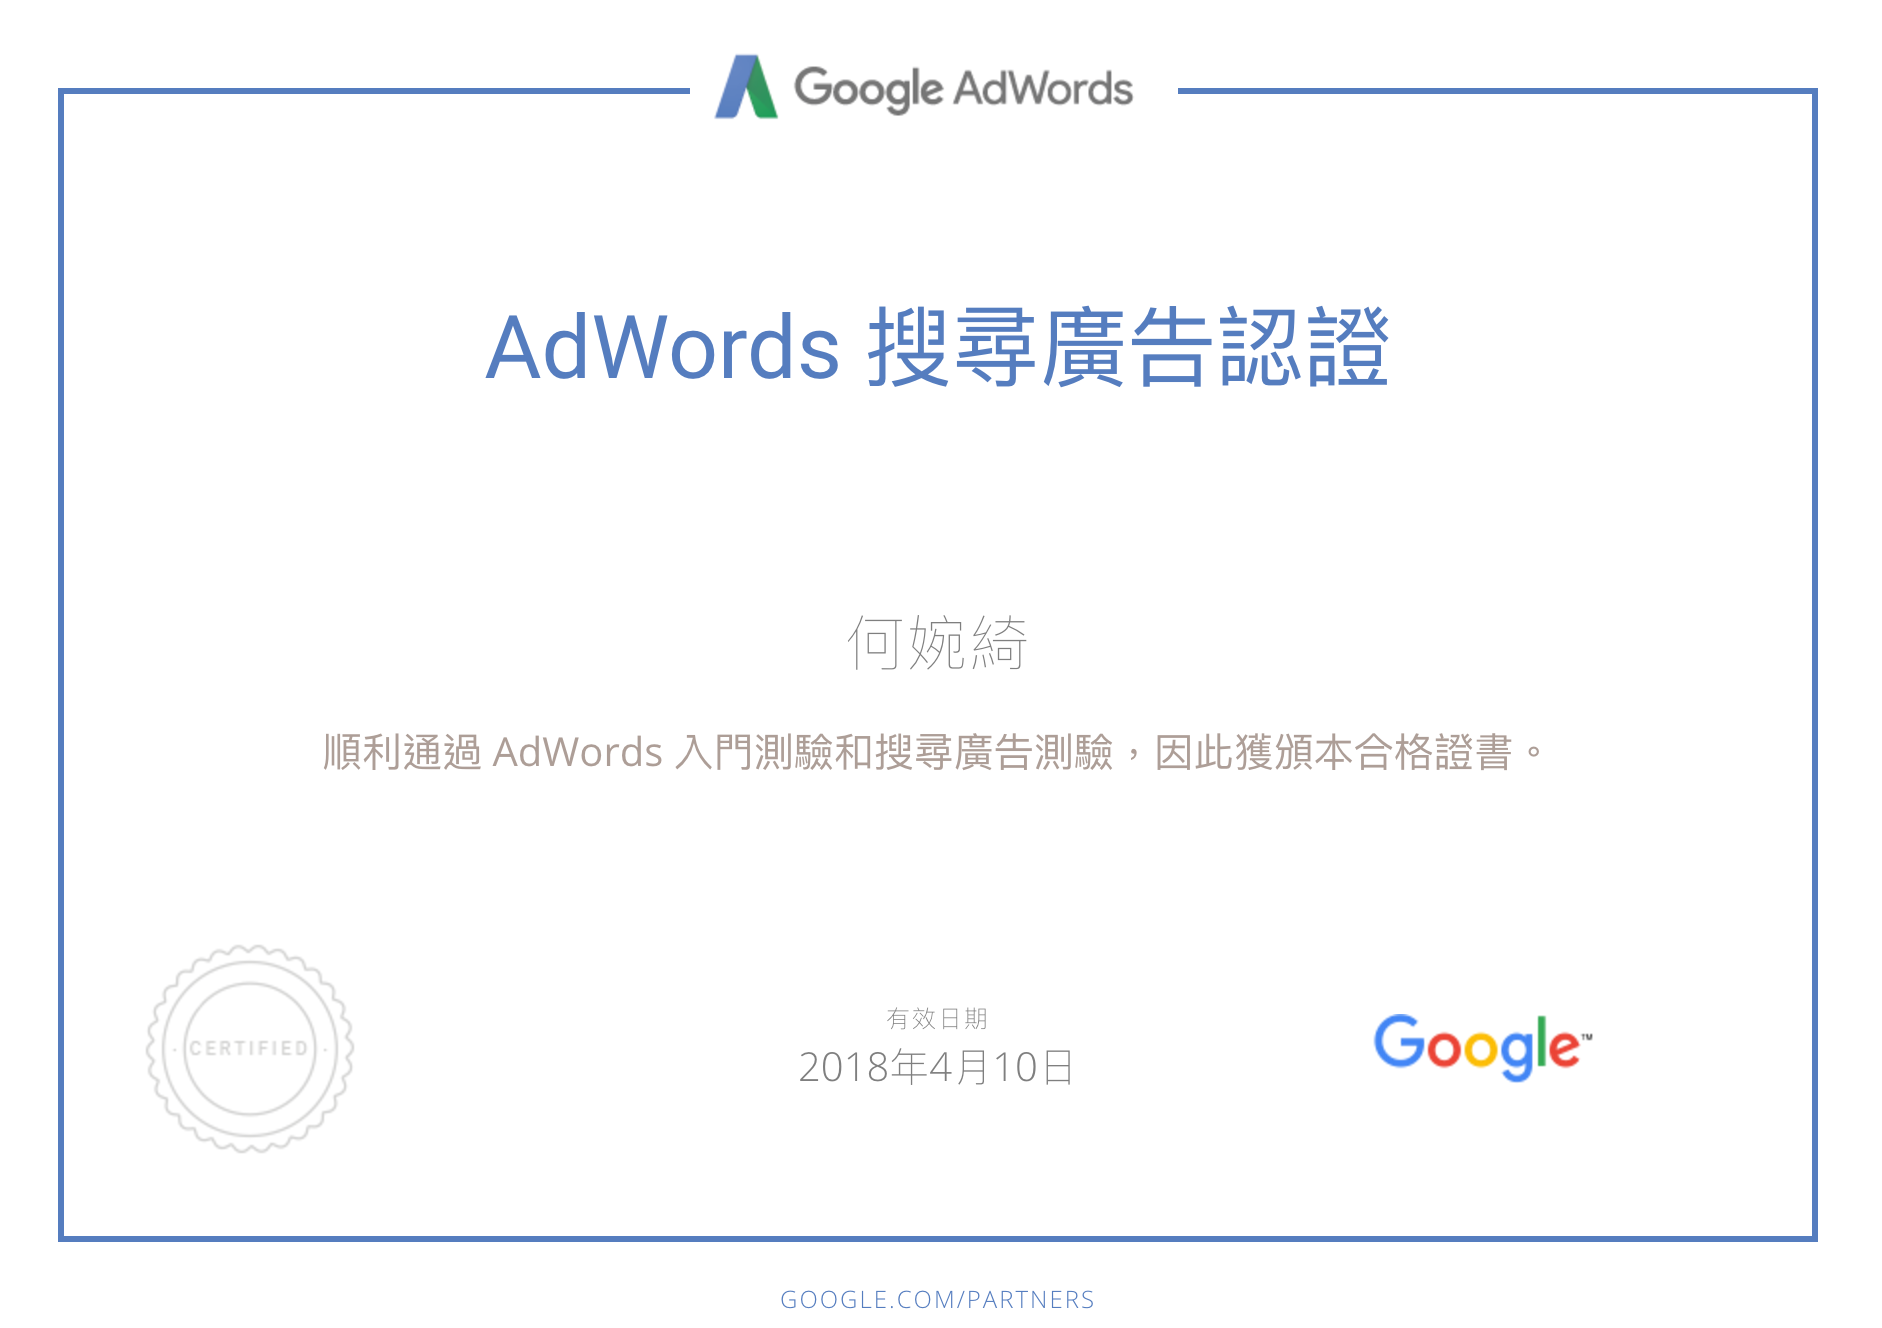 Google AdWords
AdWords 搜尋廣告認證
何婉綺
順利通過 AdWords 入門測驗和搜尋廣告測驗，因此獲頒本合格證書。
· CERTIFIED ·
有效日期
2018年4月10日
Google™
GOOGLE.COM/PARTNERS